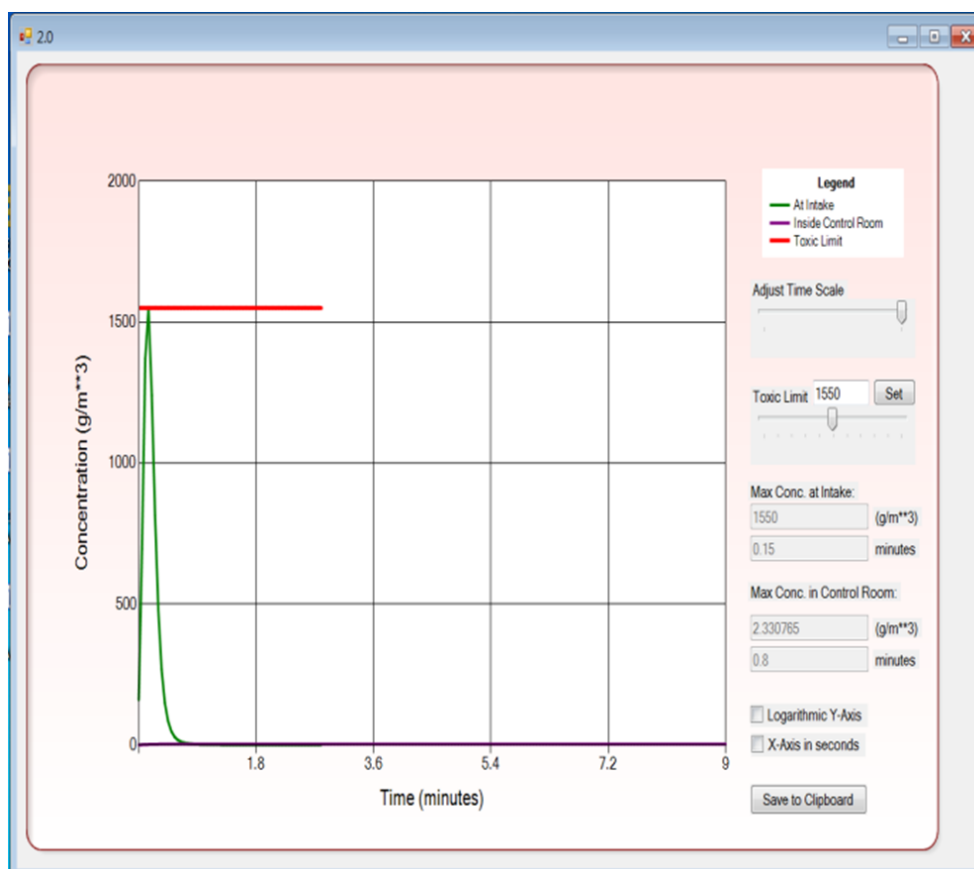 2.0
2000
1500
1000
500
0
1.8
3.6
5.4
7.2
9
Concentration (g/m**3)
Time (minutes)
Legend
At Intake
Inside Control Room
Toxic Limit
Adjust Time Scale
Toxic Limit 1550 Set
Max Conc. at Intake:
1550 (g/m**3)
0.15 minutes
Max Conc. in Control Room:
2.330765 (g/m**3)
0.8 minutes
Logarithmic Y-Axis
X-Axis in seconds
Save to Clipboard